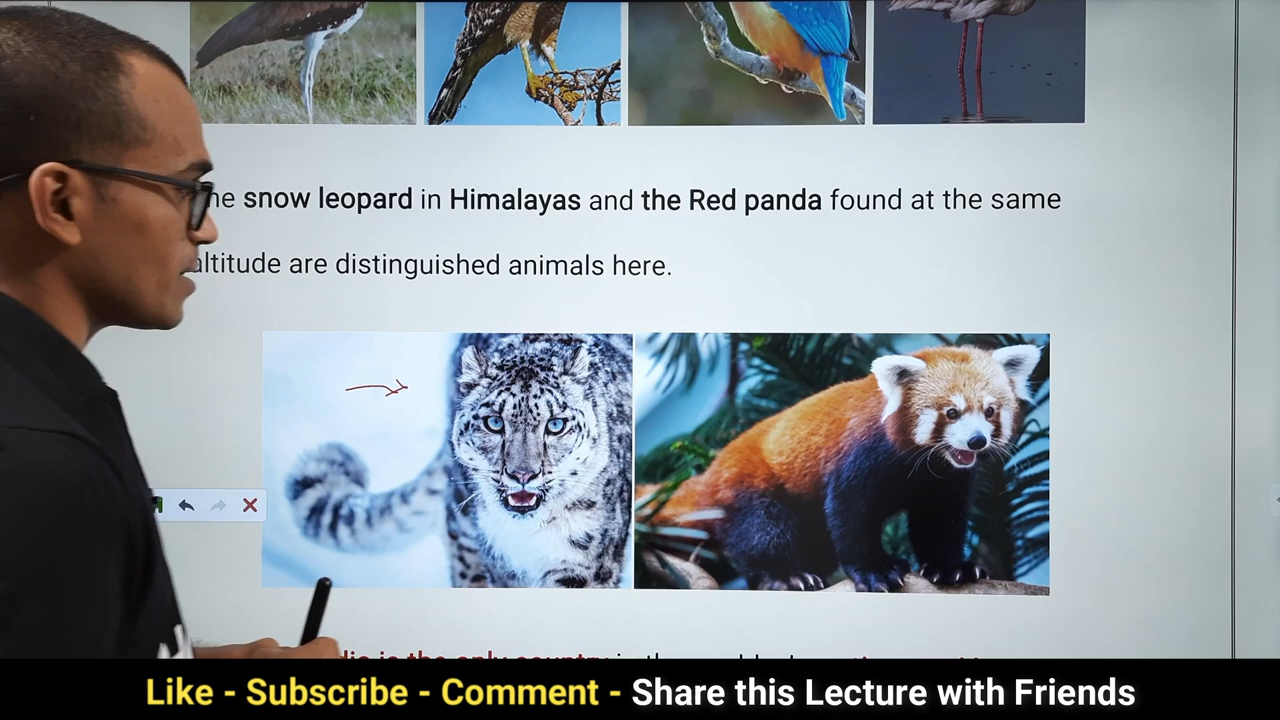 he snow leopard in Himalayas and the Red panda found at the same
altitude are distinguished animals here.
is the only country in the world
Like - Subscribe - Comment - Share this Lecture with Friends